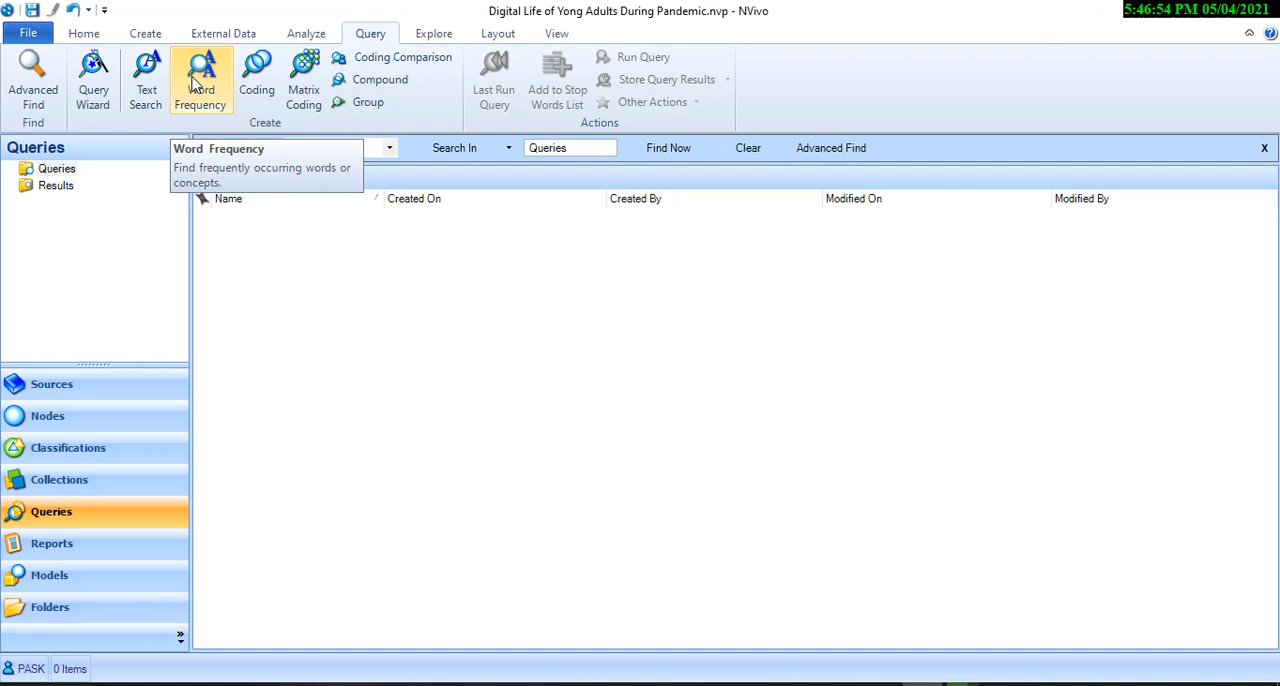 Digital Life of Yong Adults During Pandemic.nvp - NVivo
5:46:54 PM 05/04/2021
File Home Create External Data Analyze Query Explore Layout View
Advanced Find
Query Wizard
Text Search
Word Frequency
Coding
Matrix Coding
Coding Comparison
Compound
Group
Last Run Query
Add to Stop Words List
Run Query
Store Query Results
Other Actions
Find Create Actions
Queries
Queries
Results
Word Frequency
Find frequently occurring words or
concepts.
Search In Queries Find Now Clear Advanced Find X
Name Created On Created By Modified On Modified By
Sources
Nodes
Classifications
Collections
Queries
Reports
Models
Folders
PASK 0 Items